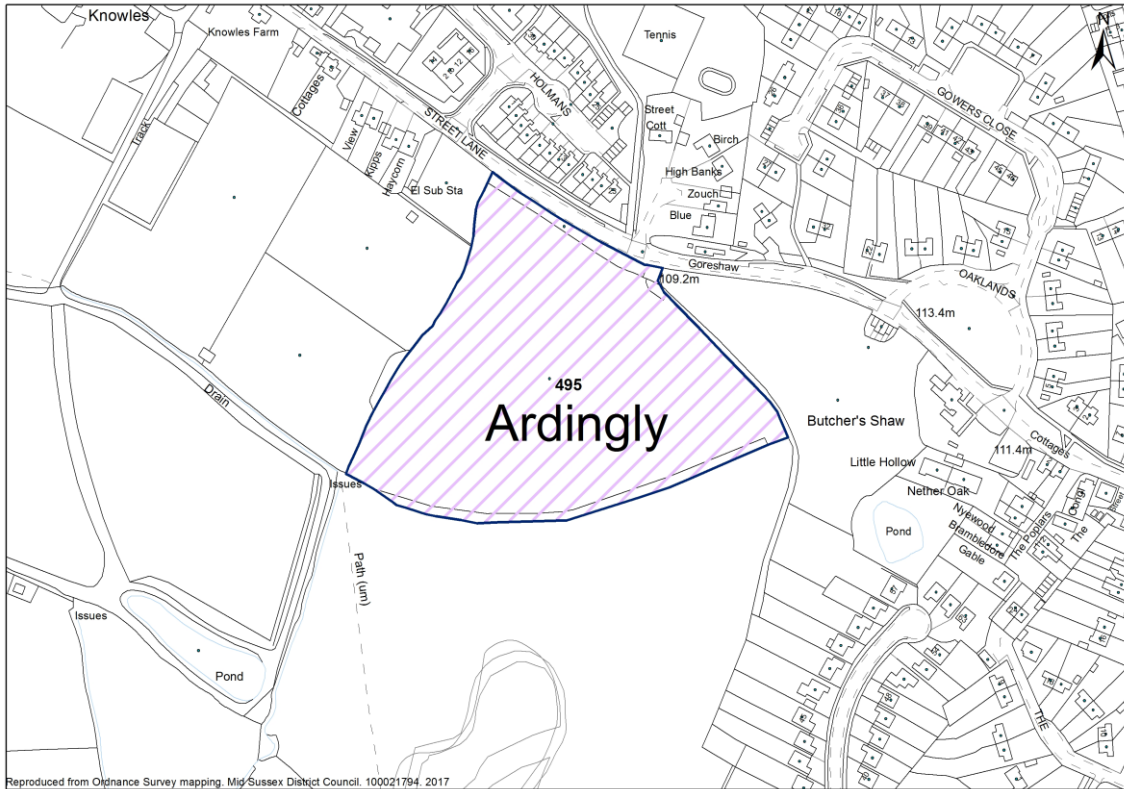 Knowles
Knowles Farm
Tennis
N
Track
Cottages
View
Kipps
Haycorn
STREET LANE
HOLMANS
Street
Cott
Birch
High Banks
Zouch
Blue
El Sub Sta
GOWERS CLOSE
Goreshaw
109.2m
OAKLANDS
113.4m
495
Ardingly
Butcher's Shaw
Cottages
111.4m
Little Hollow
Nether Oak
Drain
Issues
Pond
Nyewood
Brambledore
Gable
The Poplars
The
Cong
Street
Path (um)
Issues
Pond
THE
Reproduced from Ordnance Survey mapping. Mid Sussex District Council. 100021794. 2017